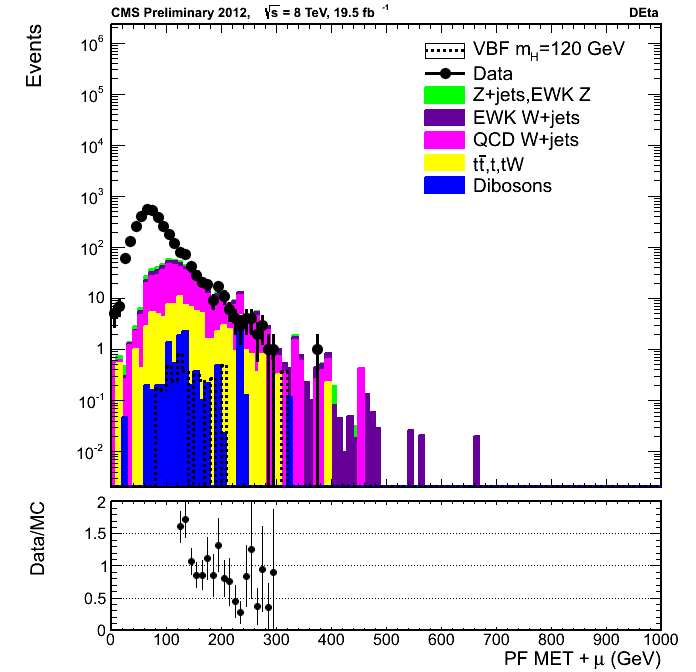 CMS Preliminary 2012, √s = 8 TeV, 19.5 fb⁻¹ DEta
Events
10⁶
10⁵
10⁴
10³
10²
10
1
10⁻¹
10⁻²
VBF m_H=120 GeV
Data
Z+jets,EWK Z
EWK W+jets
QCD W+jets
tt̄,t,tW
Dibosons
Data/MC
2
1.5
1
0.5
0
0 100 200 300 400 500 600 700 800 900 1000
PF MET + μ (GeV)